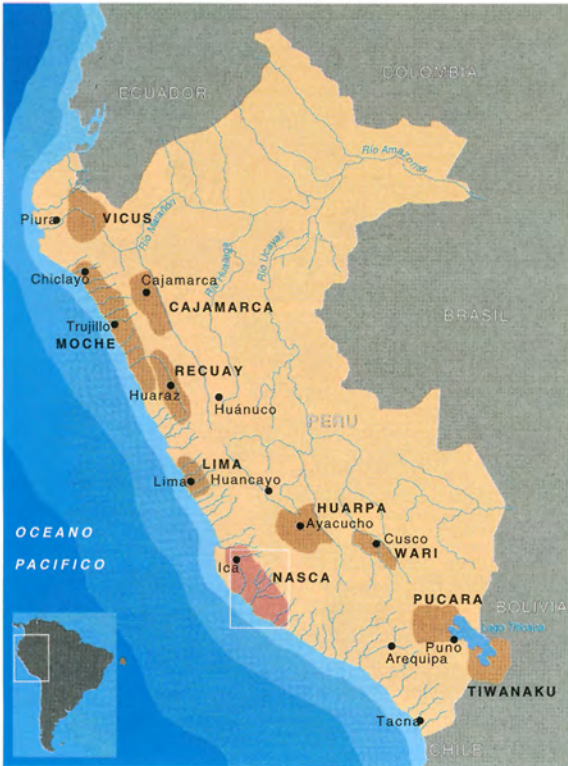 COLOMBIA
ECUADOR
Río Amazonas
Piura
VICUS
Río Marañón
Río Huallaga
Río Ucayali
Chiclayo
Cajamarca
CAJAMARCA
BRASIL
Trujillo
MOCHE
RECUAY
Huaraz
Huánuco
PERU
LIMA
Lima
Huancayo
HUARPA
Ayacucho
OCEANO
PACIFICO
Cusco
WARI
Ica
NASCA
PUCARA
BOLIVIA
Lago Titicaca
Puno
Arequipa
TIWANAKU
Tacna
CHILE